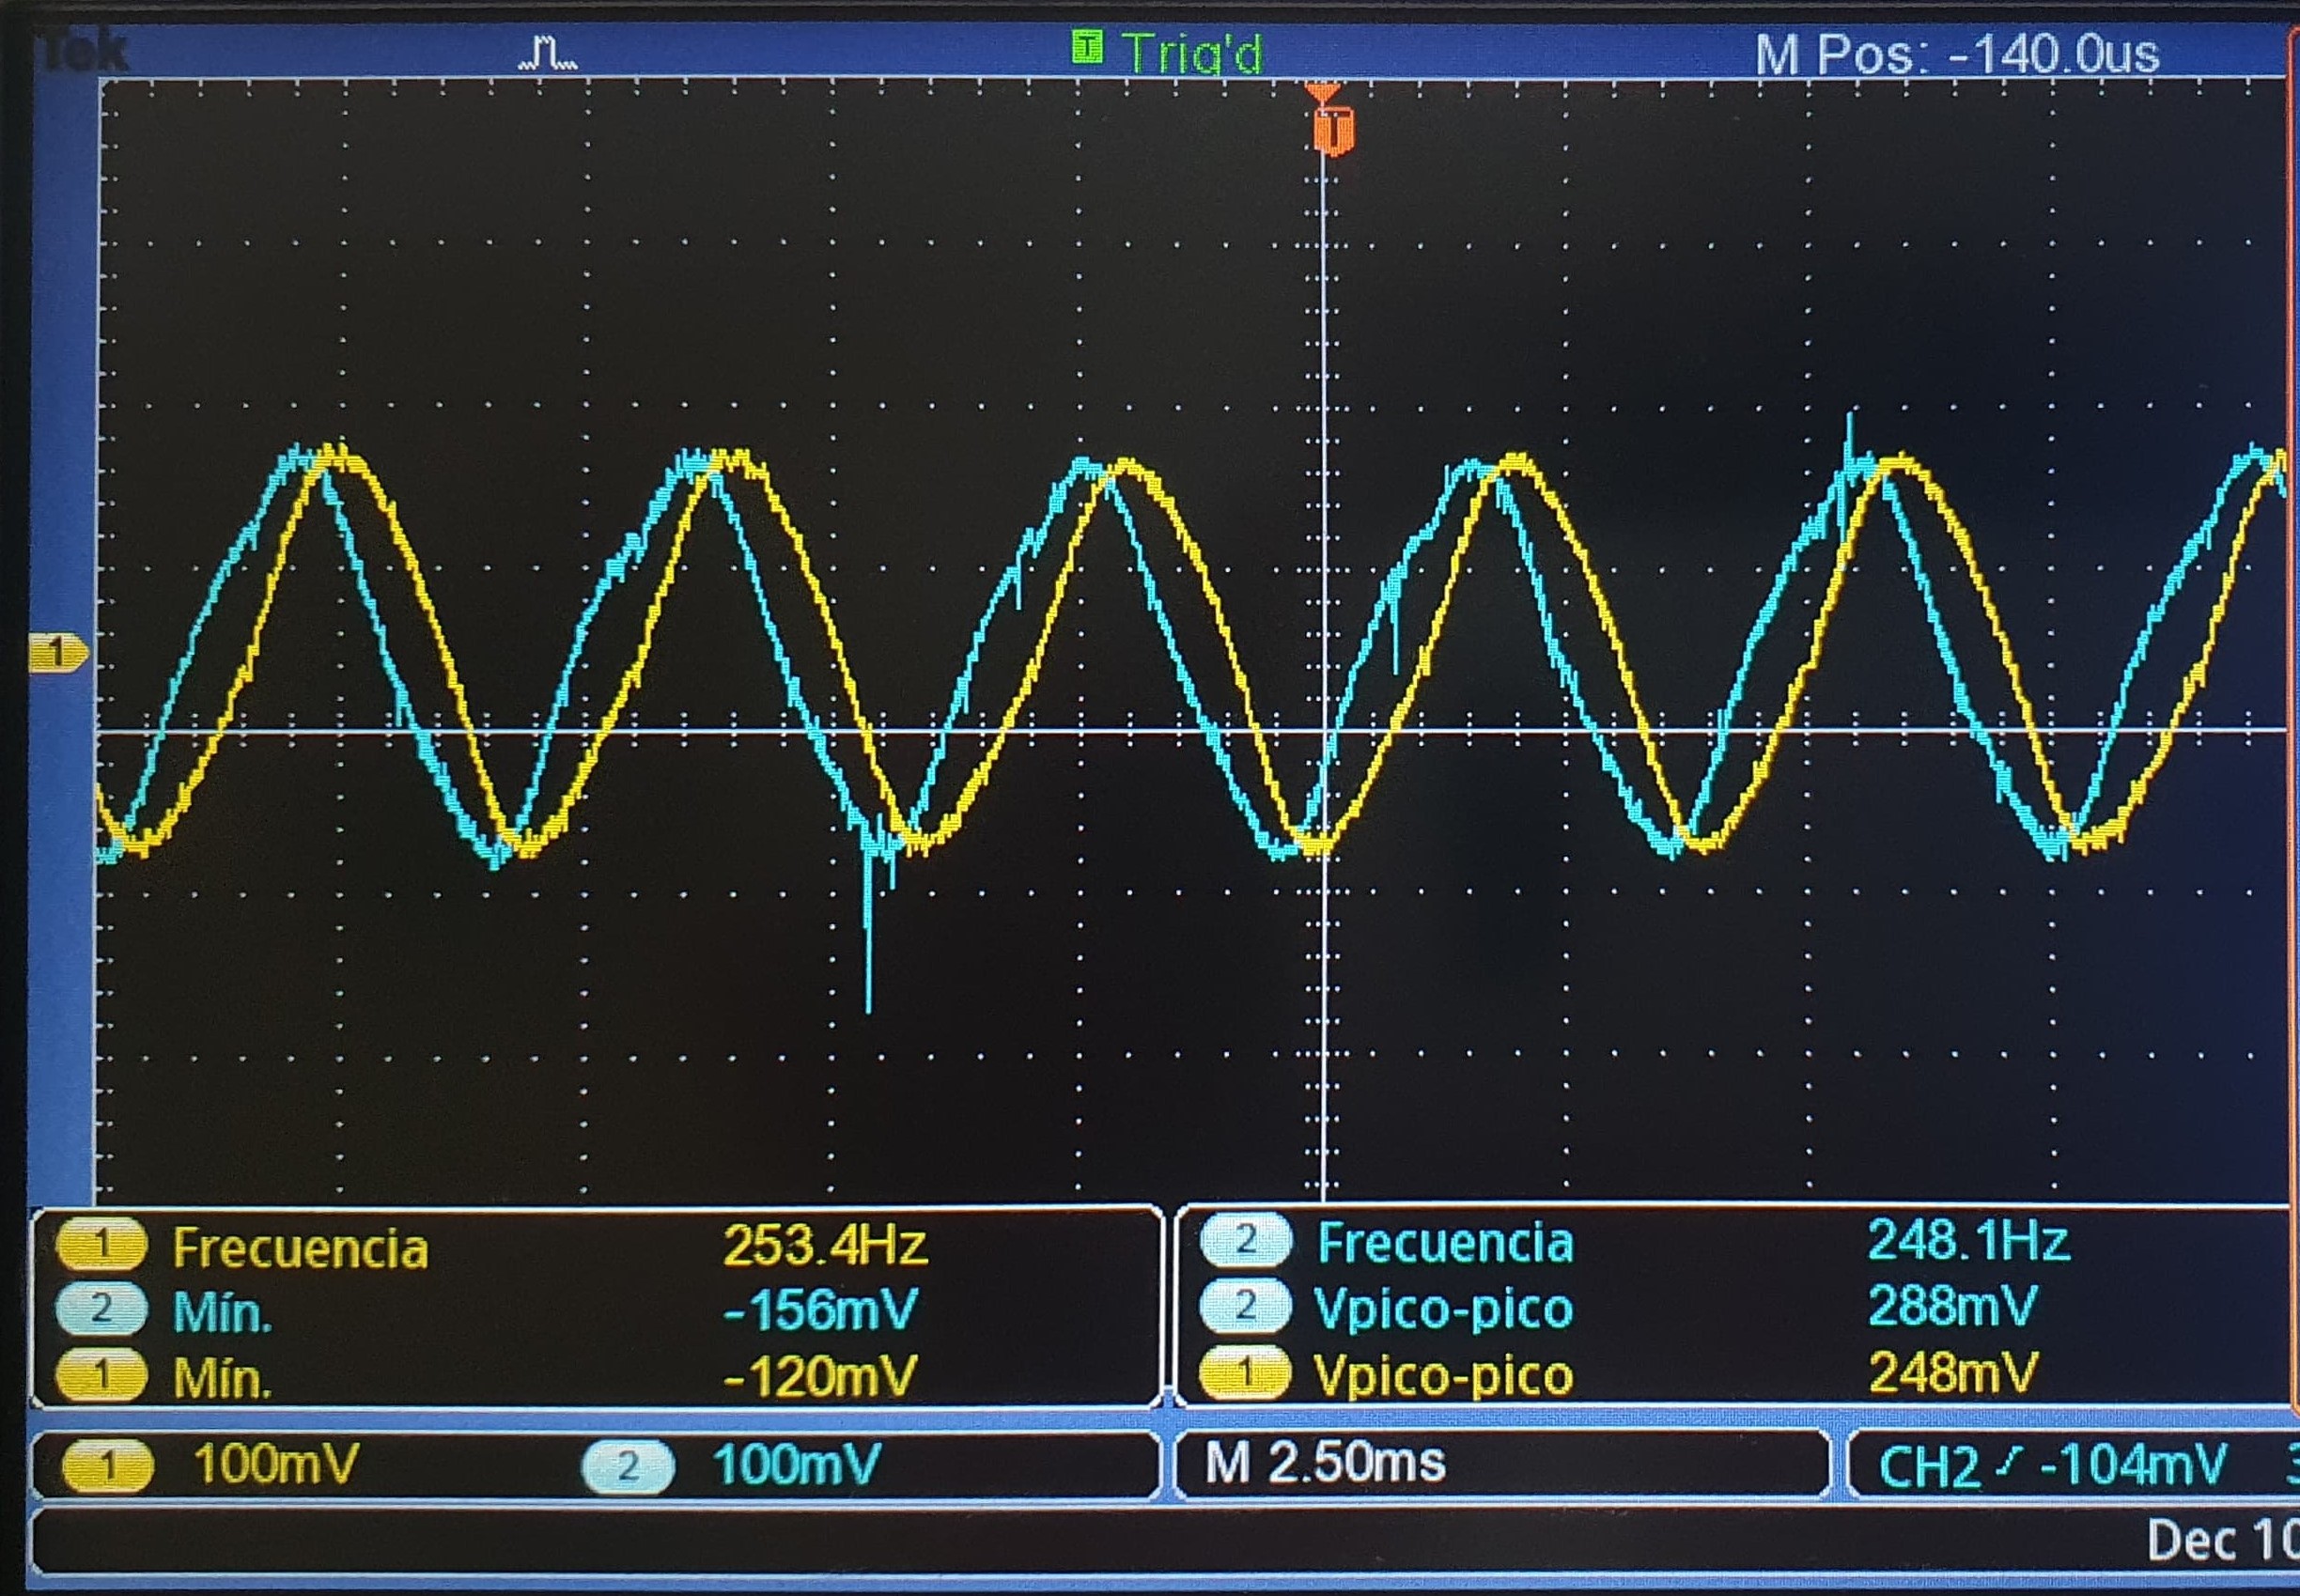 Tek T Trig'd M Pos: -140.0us
T
1
1 Frecuencia 253.4Hz
2 Mín. -156mV
1 Mín. -120mV
2 Frecuencia 248.1Hz
2 Vpico-pico 288mV
1 Vpico-pico 248mV
1 100mV 2 100mV M 2.50ms CH2 -104mV
Dec 10